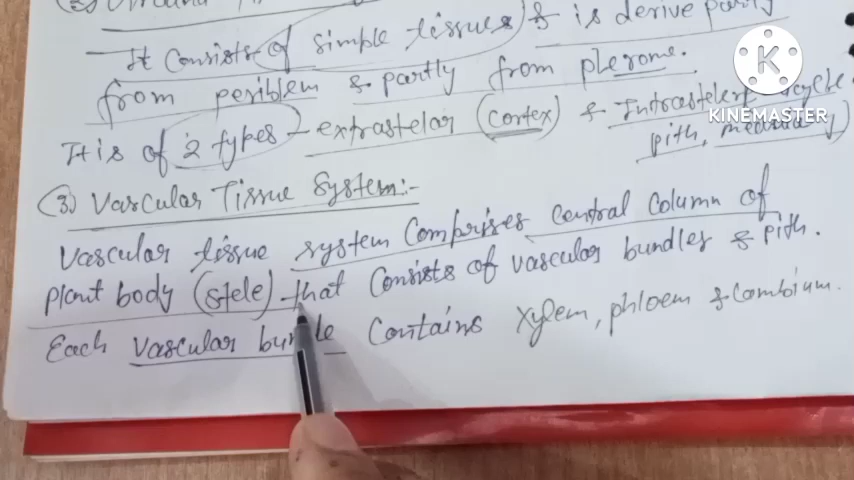 It consists of simple tissues & is derive partly
from periblem & partly from plerome.
It is of 2 types - extrastelar (cortex) &
pith,
(3) Vascular Tissue System:-
Vascular tissue system comprises central column of
plant body (stele) that consists of vascular bundles & pith.
Each vascular bundle contains xylem, phloem & cambium.
KINEMASTER